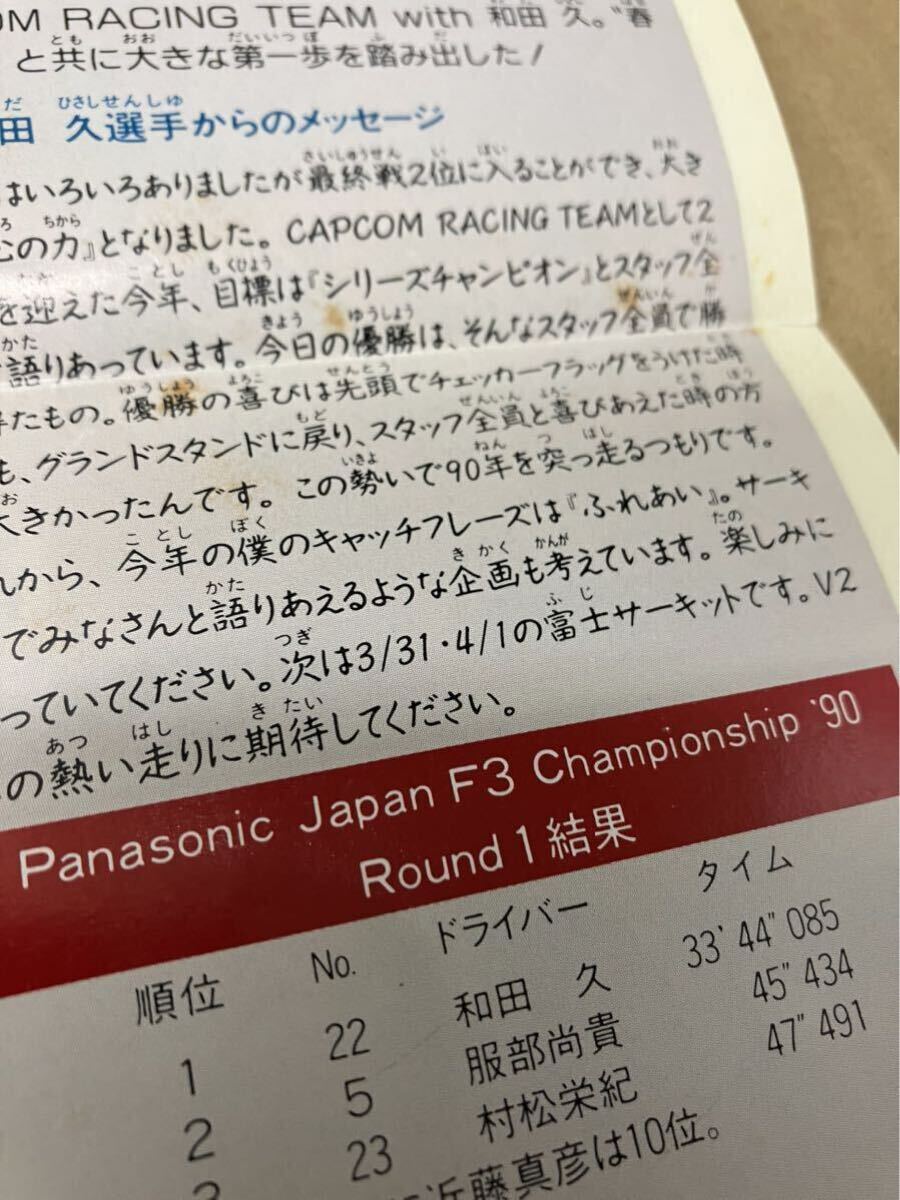 COM RACING TEAM with 和田 久。"春
と共に大きな第一歩を踏み出した!
田 久選手からのメッセージ
はいろいろありましたが最終戦2位に入ることができ、大き
心の力』となりました。CAPCOM RACING TEAMとして2
を迎えた今年、目標は『シリーズチャンピオン』とスタッフ全
語りあっています。今日の優勝は、そんなスタッフ全員で勝
たもの。優勝の喜びは先頭でチェッカーフラッグをうけた時
も、グランドスタンドに戻り、スタッフ全員と喜びあえた時の方
大きかったんです。この勢いで90年を突っ走るつもりです。
れから、今年の僕のキャッチフレーズは『ふれあい』。サーキ
でみなさんと語りあえるような企画も考えています。楽しみに
っていてください。次は3/31・4/1の富士サーキットです。V2
の熱い走りに期待してください。
Panasonic Japan F3 Championship '90
Round 1 結果
順位 No. ドライバー タイム
1 22 和田 久 33'44"085
2 5 服部尚貴 45"434
3 23 村松栄紀 47"491
近藤真彦は10位。